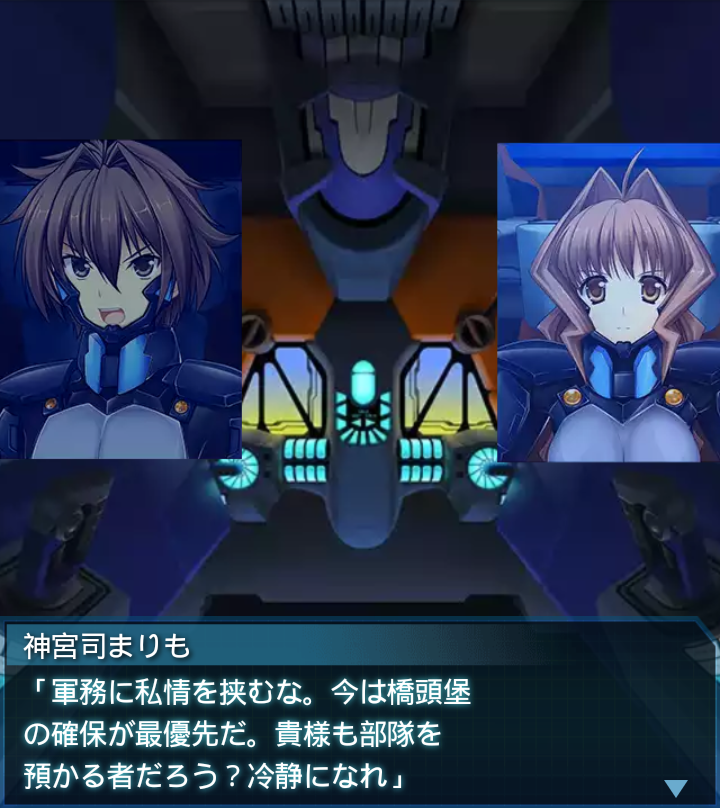 神宮司まりも
「軍務に私情を挟むな。今は橋頭堡
の確保が最優先だ。貴様も部隊を
預かる者だろう？冷静になれ」